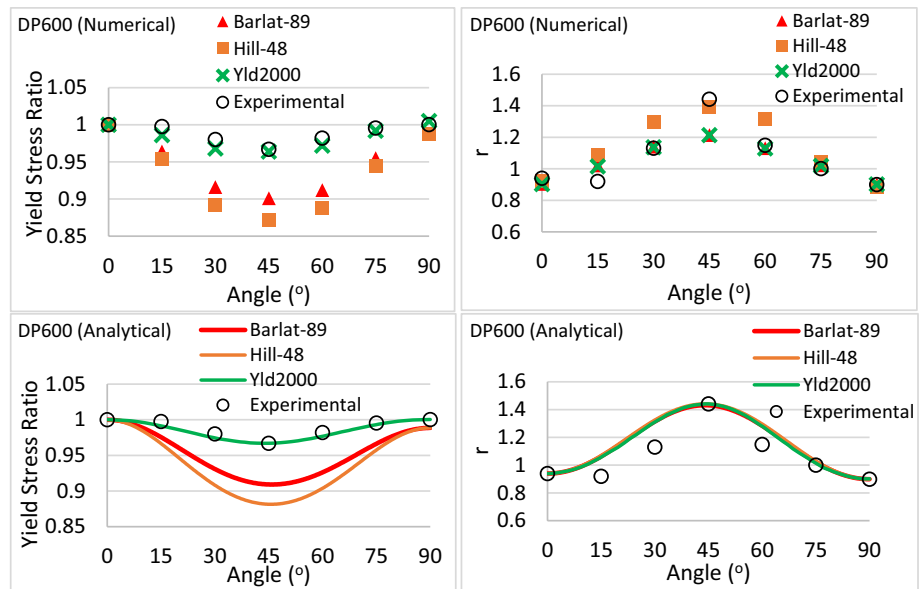 DP600 (Numerical)
Barlat-89
Hill-48
Yld2000
Experimental
Yield Stress Ratio
1.05
1
0.95
0.9
0.85
0 15 30 45 60 75 90
Angle (o)
DP600 (Numerical)
Barlat-89
Hill-48
Yld2000
Experimental
r
1.6
1.4
1.2
1
0.8
0.6
0 15 30 45 60 75 90
Angle (o)
DP600 (Analytical)
Barlat-89
Hill-48
Yld2000
Experimental
Yield Stress Ratio
1.05
1
0.95
0.9
0.85
0 15 30 45 60 75 90
Angle (o)
DP600 (Analytical)
Barlat-89
Hill-48
Yld2000
Experimental
r
1.6
1.4
1.2
1
0.8
0.6
0 15 30 45 60 75 90
Angle (o)